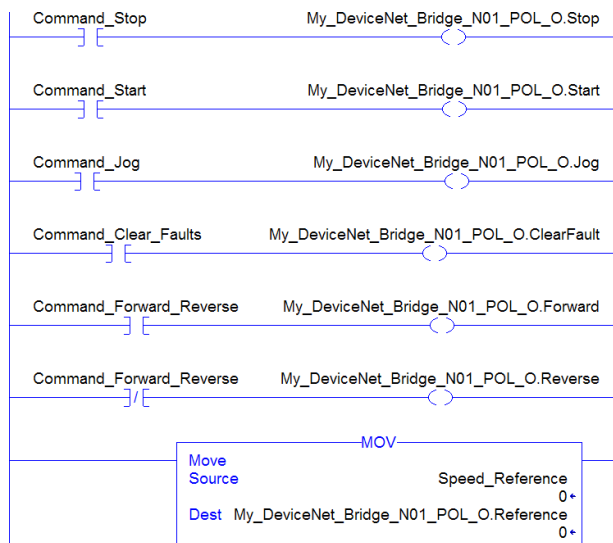 Command_Stop My_DeviceNet_Bridge_N01_POL_O.Stop
Command_Start My_DeviceNet_Bridge_N01_POL_O.Start
Command_Jog My_DeviceNet_Bridge_N01_POL_O.Jog
Command_Clear_Faults My_DeviceNet_Bridge_N01_POL_O.ClearFault
Command_Forward_Reverse My_DeviceNet_Bridge_N01_POL_O.Forward
Command_Forward_Reverse My_DeviceNet_Bridge_N01_POL_O.Reverse
MOV
Move
Source Speed_Reference
0
Dest My_DeviceNet_Bridge_N01_POL_O.Reference
0